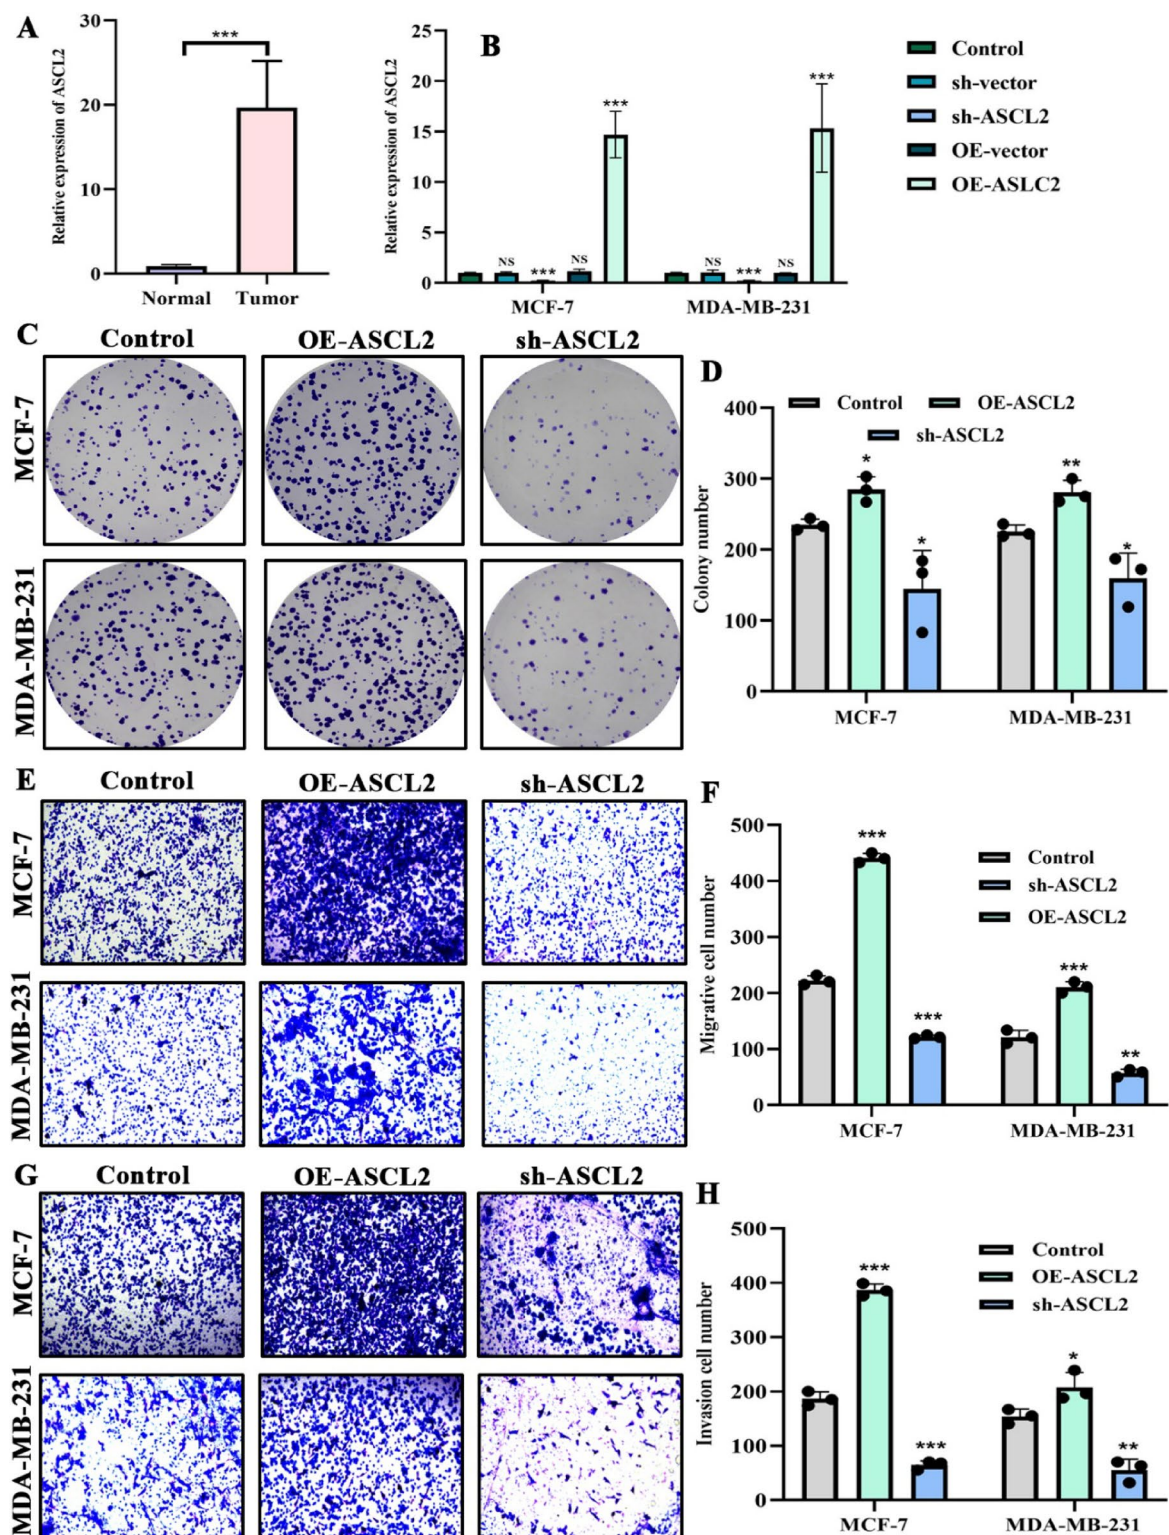 A
30
20
10
0
Relative expression of ASCL2
***
Normal Tumor
B
25
20
15
10
5
0
Relative expression of ASCL2
NS
***
NS
***
NS
***
NS
***
MCF-7 MDA-MB-231
Control
sh-vector
sh-ASCL2
OE-vector
OE-ASLC2
C
Control OE-ASCL2 sh-ASCL2
MCF-7
MDA-MB-231
D
400
300
200
100
0
Colony number
Control OE-ASCL2
sh-ASCL2
*
*
**
*
MCF-7 MDA-MB-231
E
Control OE-ASCL2 sh-ASCL2
MCF-7
MDA-MB-231
F
500
400
300
200
100
0
Migrative cell number
Control
sh-ASCL2
OE-ASCL2
***
***
***
**
MCF-7 MDA-MB-231
G
Control OE-ASCL2 sh-ASCL2
MCF-7
MDA-MB-231
H
500
400
300
200
100
0
Invasion cell number
Control
OE-ASCL2
sh-ASCL2
***
***
*
**
MCF-7 MDA-MB-231